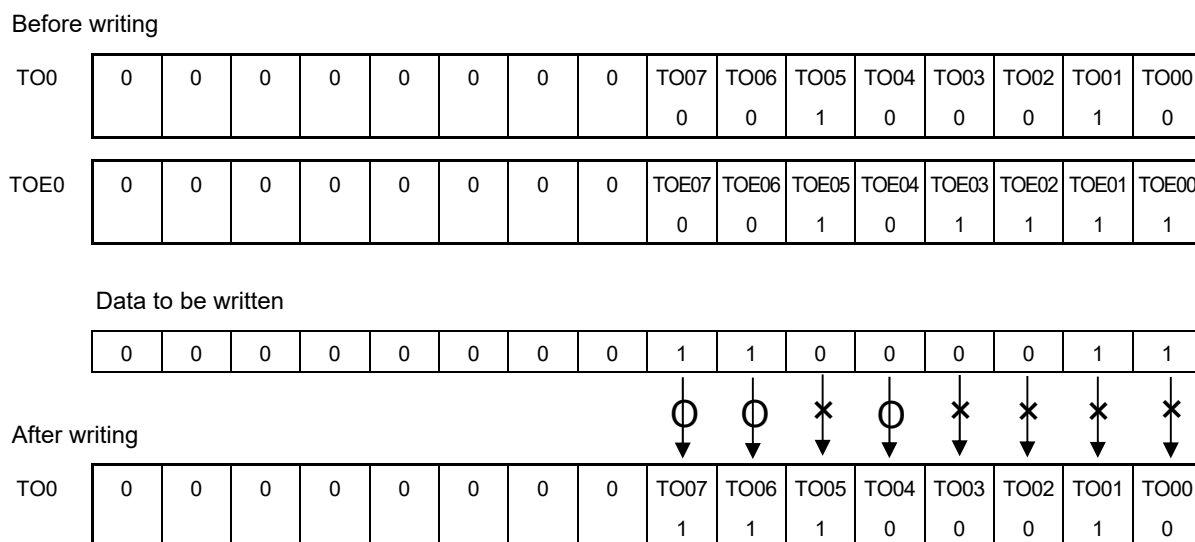 Before writing
TO0 0 0 0 0 0 0 0 0 TO07 TO06 TO05 TO04 TO03 TO02 TO01 TO00
0 0 1 0 0 0 1 0
TOE0 0 0 0 0 0 0 0 0 TOE07 TOE06 TOE05 TOE04 TOE03 TOE02 TOE01 TOE00
0 0 1 0 1 1 1 1
Data to be written
0 0 0 0 0 0 0 0 1 1 0 0 0 0 1 1
O O × O × × × ×
After writing
TO0 0 0 0 0 0 0 0 0 TO07 TO06 TO05 TO04 TO03 TO02 TO01 TO00
1 1 1 0 0 0 1 0